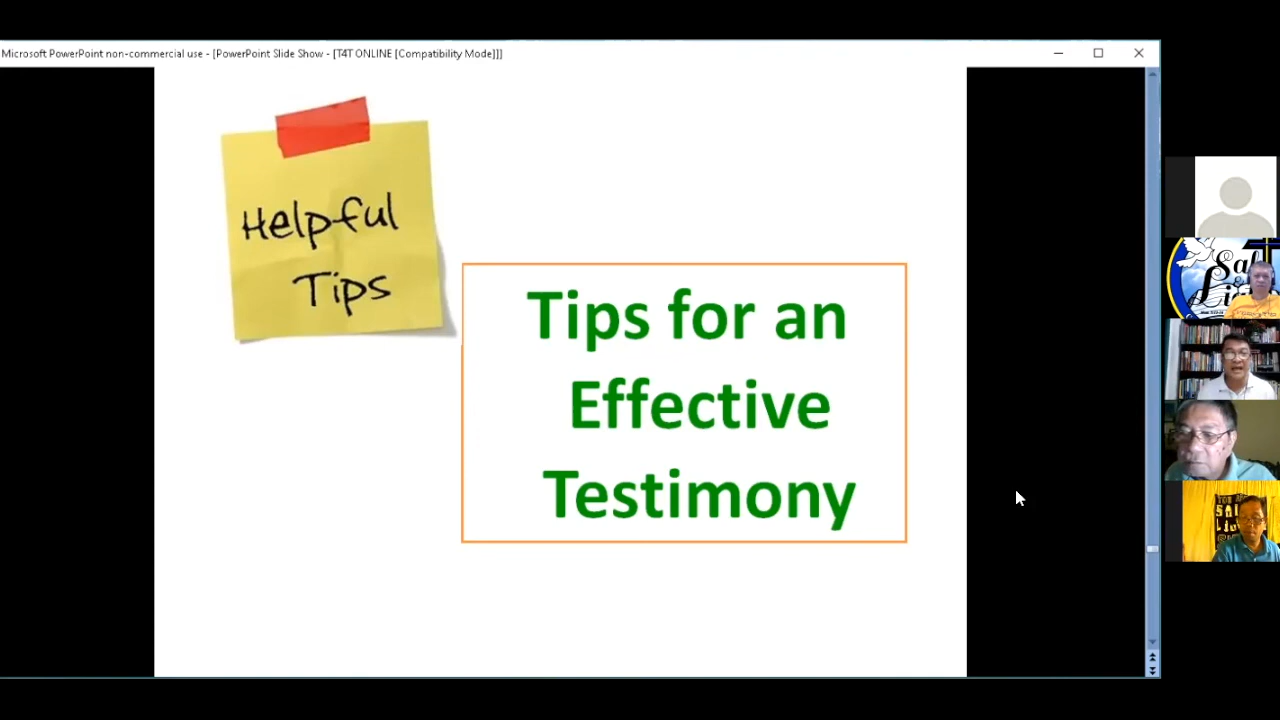 Microsoft PowerPoint non-commercial use - [PowerPoint Slide Show - [T4T ONLINE [Compatibility Mode]]]
Helpful
Tips
Tips for an
Effective
Testimony